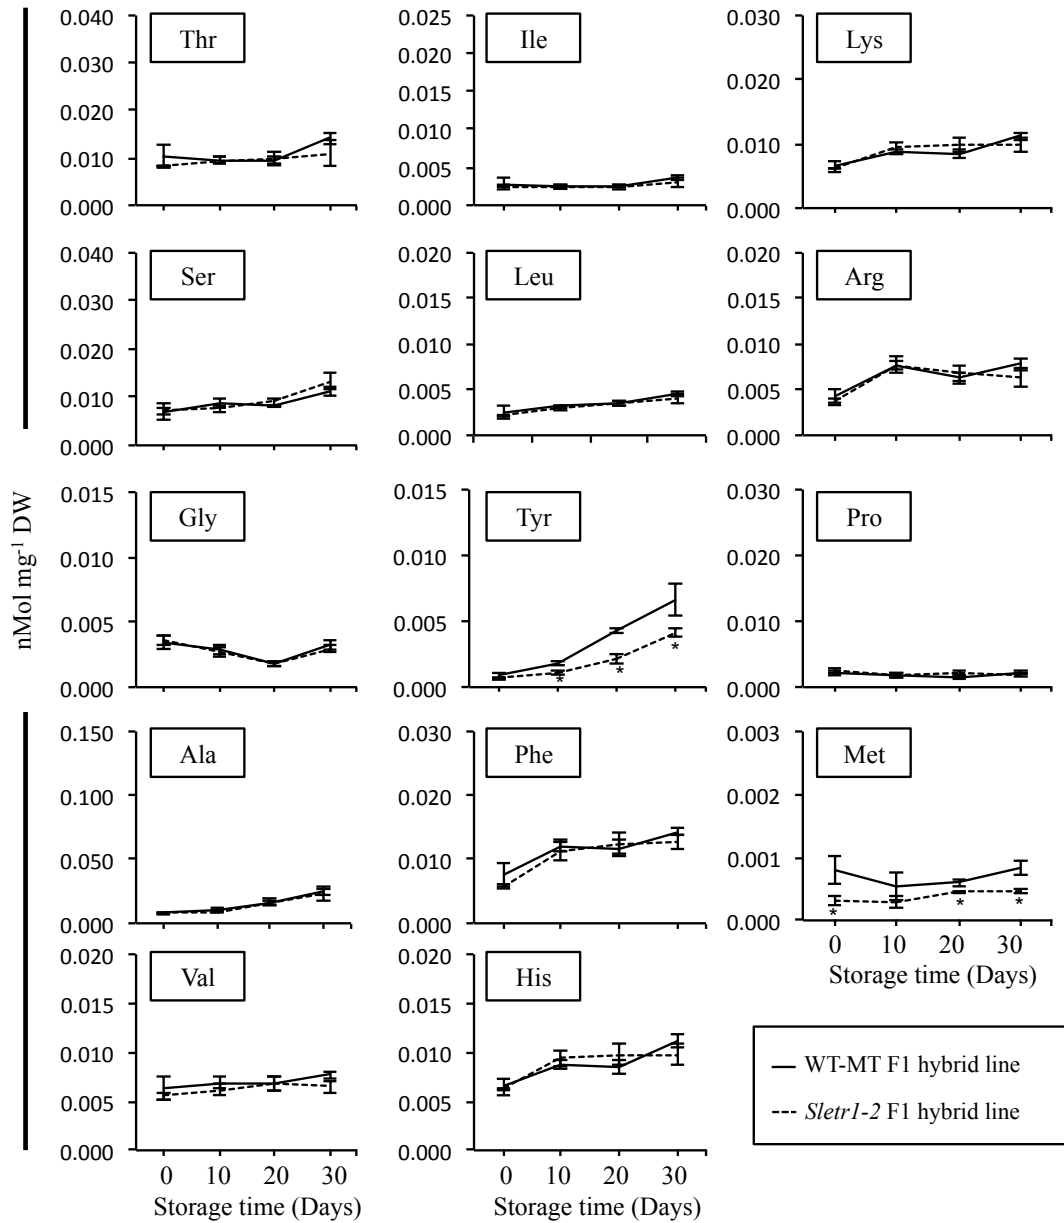 nMol mg⁻¹ DW
Thr
0.040
0.030
0.020
0.010
0.000
Ile
0.025
0.020
0.015
0.010
0.005
0.000
Lys
0.030
0.020
0.010
0.000
Ser
0.040
0.030
0.020
0.010
0.000
Leu
0.020
0.015
0.010
0.005
0.000
Arg
0.020
0.015
0.010
0.005
0.000
Gly
0.015
0.010
0.005
0.000
Tyr
0.015
0.010
0.005
0.000
* * *
Pro
0.030
0.020
0.010
0.000
Ala
0.150
0.100
0.050
0.000
Phe
0.030
0.020
0.010
0.000
Met
0.003
0.002
0.001
0.000
* * *
0 10 20 30
Storage time (Days)
Val
0.020
0.015
0.010
0.005
0.000
0 10 20 30
Storage time (Days)
His
0.020
0.015
0.010
0.005
0.000
0 10 20 30
Storage time (Days)
WT-MT F1 hybrid line
Sletr1-2 F1 hybrid line